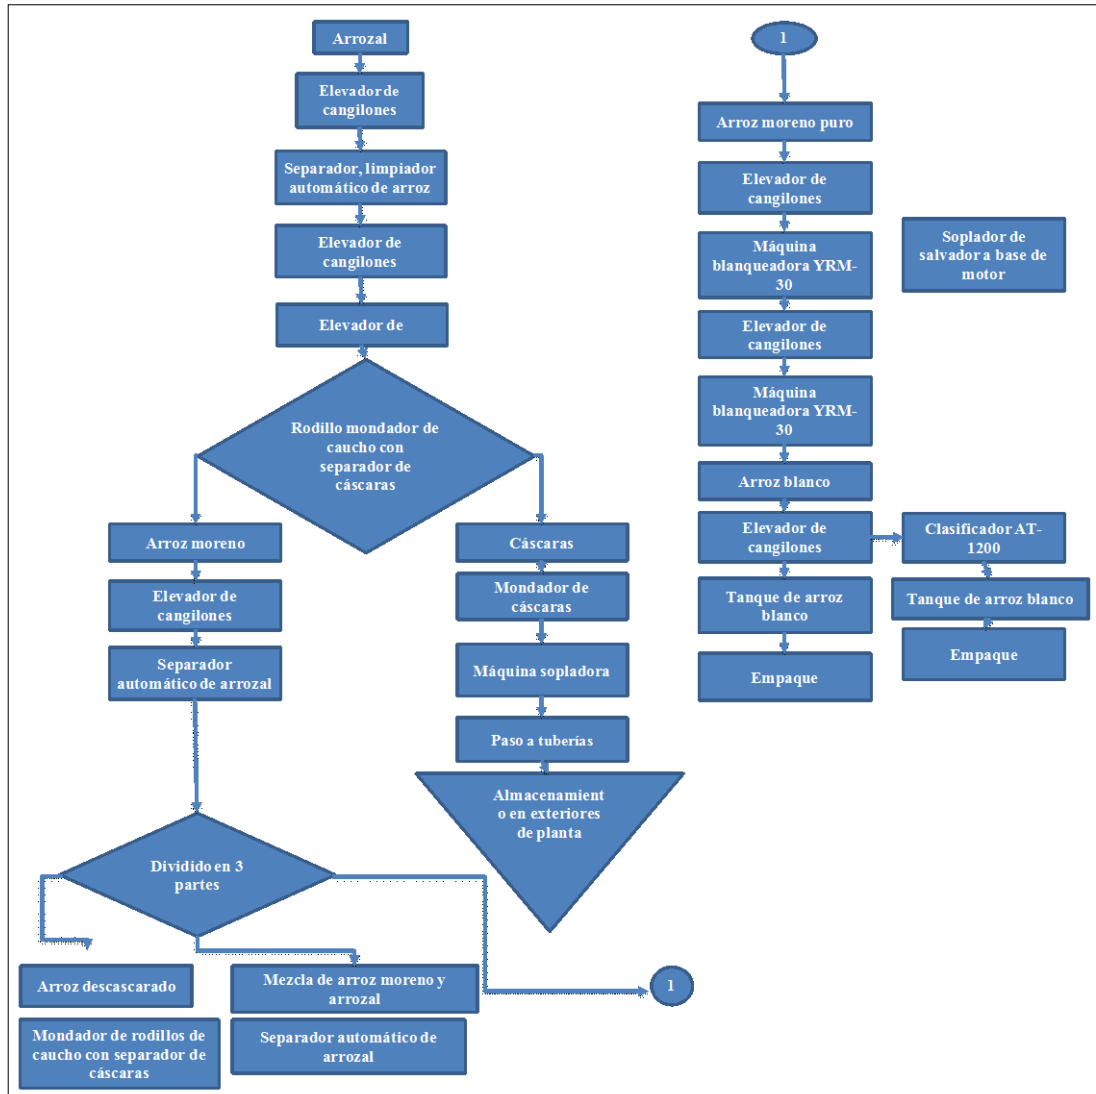 Arrozal
Elevador de
cangilones
Separador, limpiador
automático de arroz
Elevador de
cangilones
Elevador de
Rodillo mondador de
caucho con
separador de
cáscaras
Arroz moreno
Elevador de
cangilones
Separador
automático de arrozal
Cáscaras
Mondador de
cáscaras
Máquina sopladora
Paso a tuberías
Almacenamient
o en exteriores
de planta
Dividido en 3
partes
Arroz descascarado
Mondador de rodillos de
caucho con separador de
cáscaras
Mezcla de arroz moreno y
arrozal
Separador automático de
arrozal
1
1
Arroz moreno puro
Elevador de
cangilones
Máquina
blanqueadora YRM-
30
Soplador de
salvador a base de
motor
Elevador de
cangilones
Máquina
blanqueadora YRM-
30
Arroz blanco
Elevador de
cangilones
Tanque de arroz
blanco
Empaque
Clasificador AT-
1200
Tanque de arroz blanco
Empaque